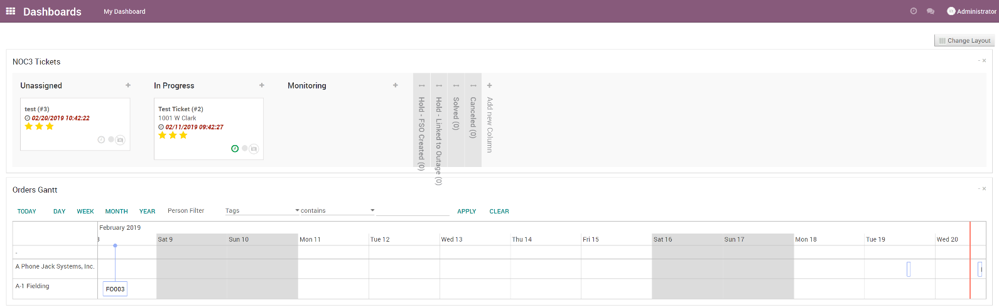 Dashboards My Dashboard Administrator
Change Layout
NOC3 Tickets - ×
Unassigned +
In Progress +
Monitoring +
test (#3)
02/20/2019 10:42:22
Test Ticket (#2)
1001 W Clark
02/11/2019 09:42:27
Hold - FSO Created (0)
Hold - Linked to Outage (0)
Solved (0)
Canceled (0)
+ Add new Column
Orders Gantt - ×
TODAY DAY WEEK MONTH YEAR Person Filter Tags contains APPLY CLEAR
February 2019
Sat 9 Sun 10 Mon 11 Tue 12 Wed 13 Thu 14 Fri 15 Sat 16 Sun 17 Mon 18 Tue 19 Wed 20
-
A Phone Jack Systems, Inc.
A-1 Fielding FO003